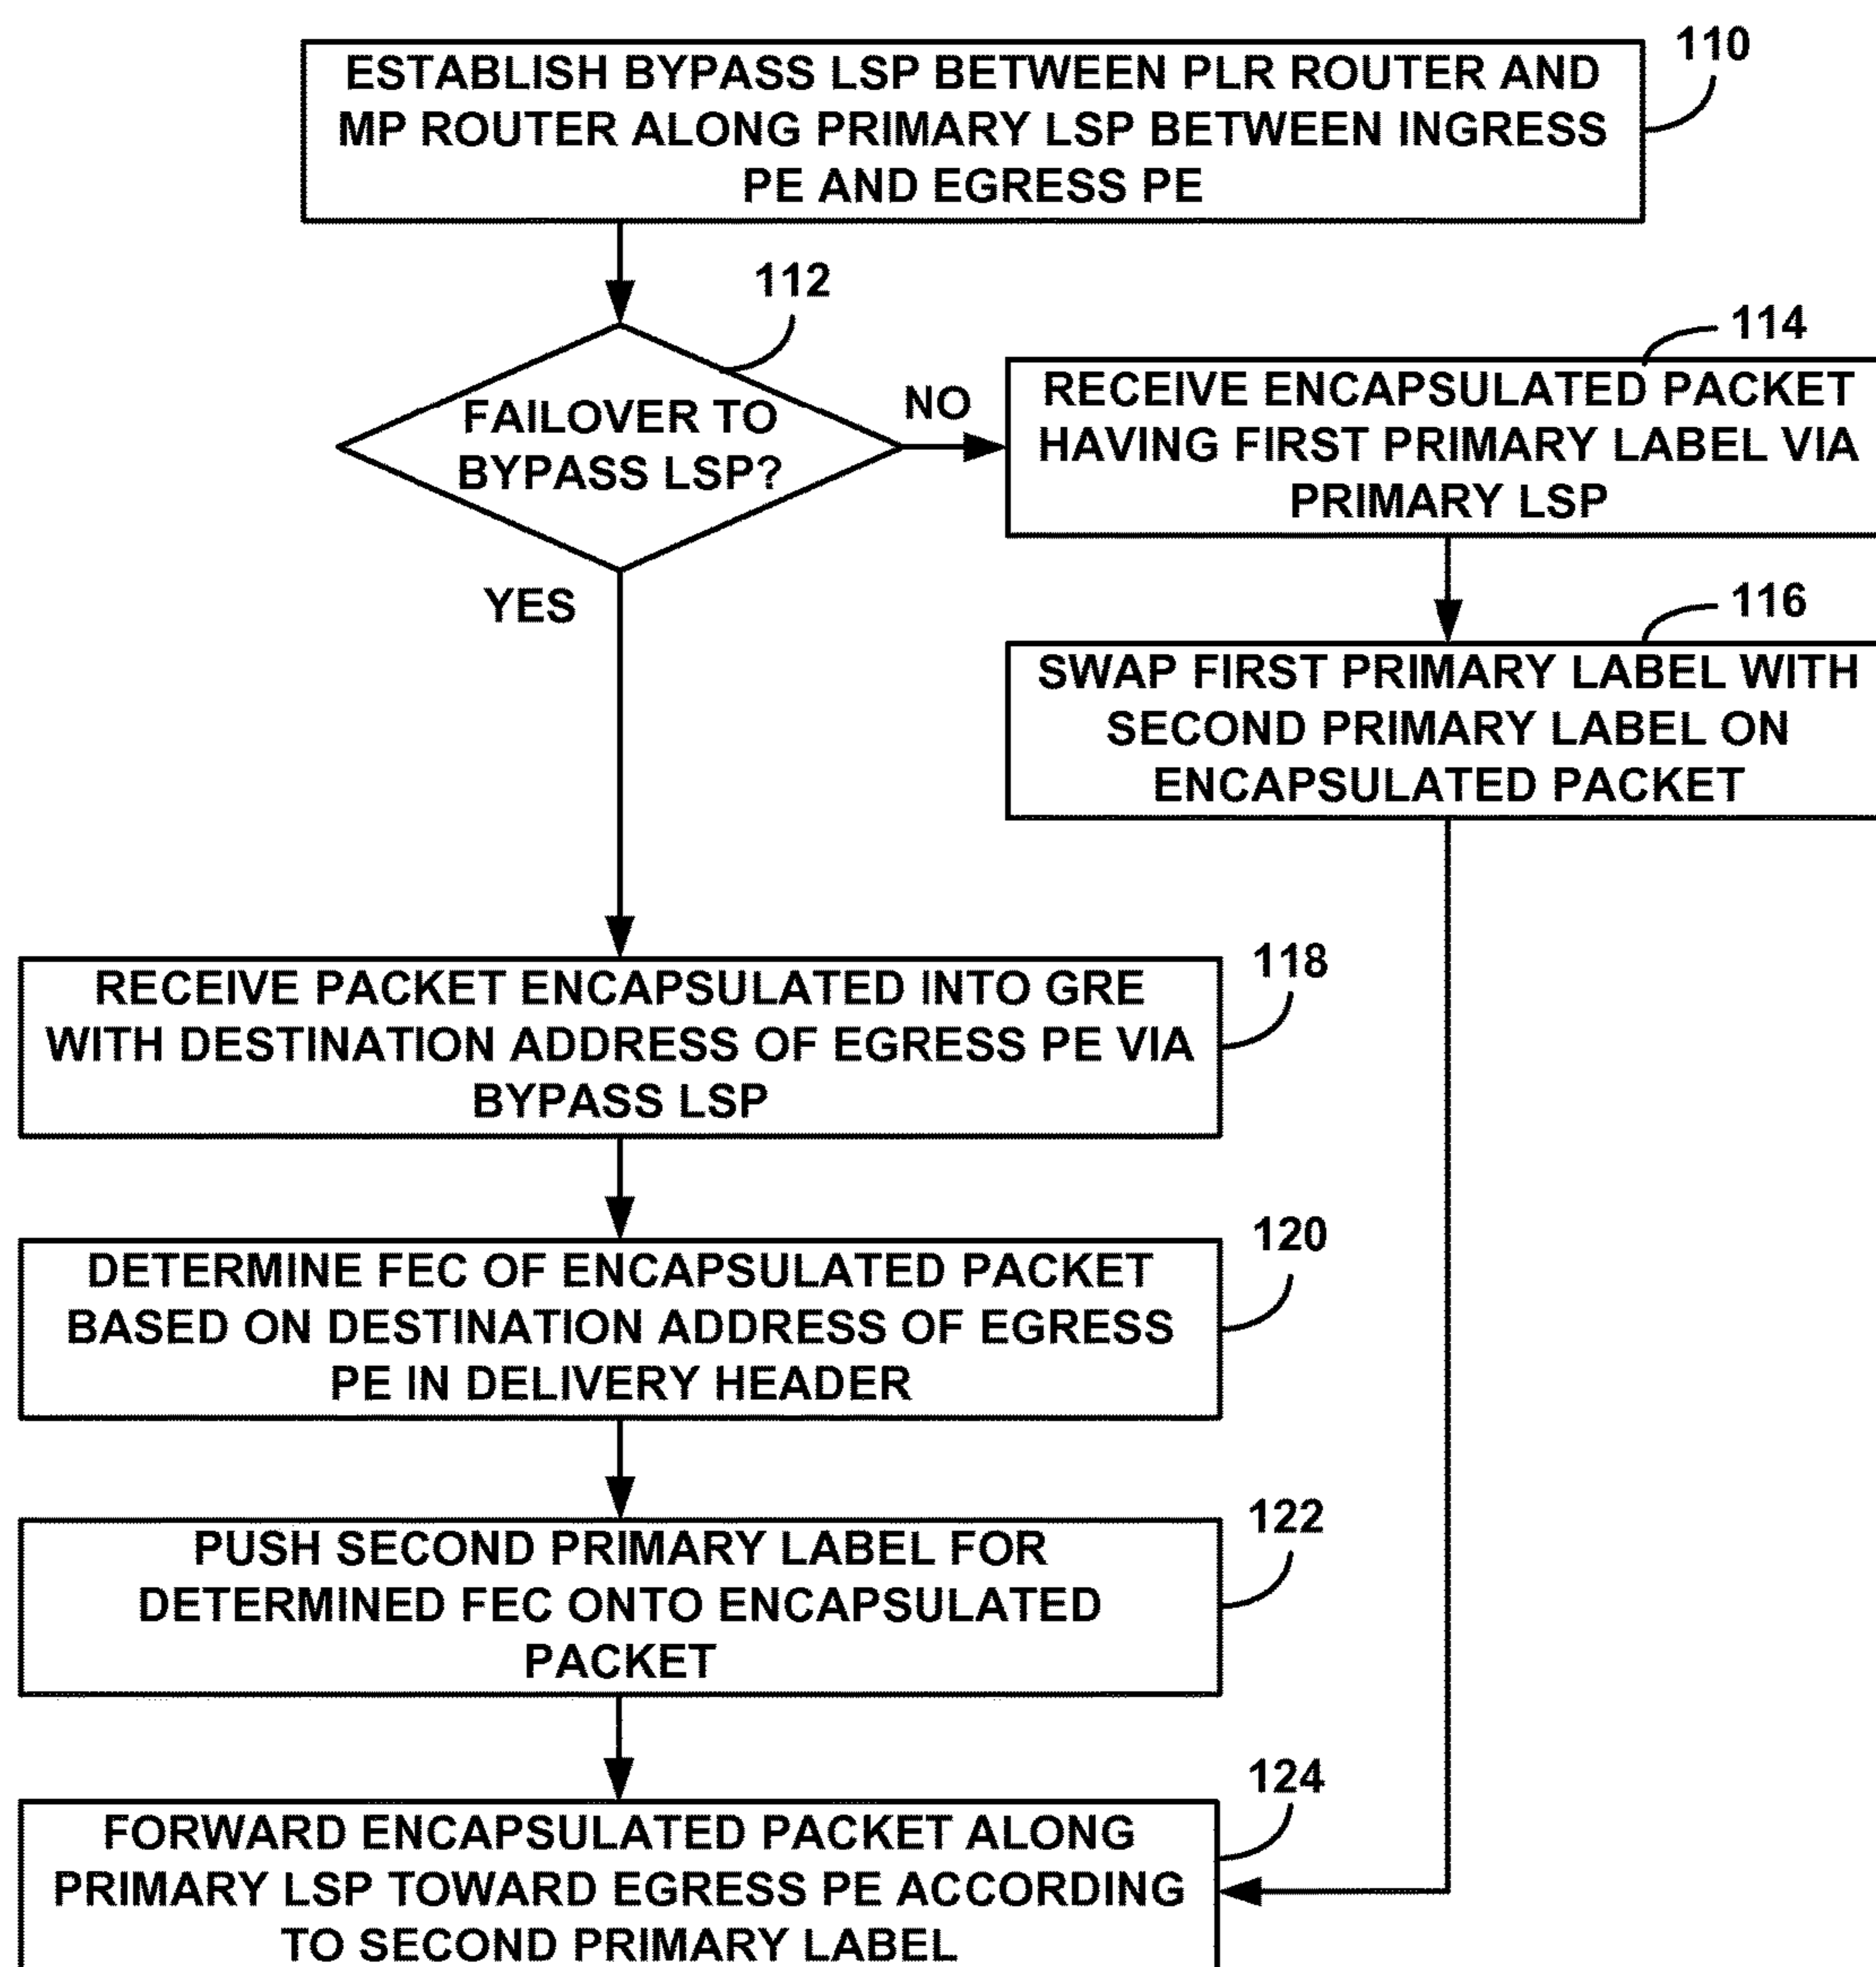 110
ESTABLISH BYPASS LSP BETWEEN PLR ROUTER AND
MP ROUTER ALONG PRIMARY LSP BETWEEN INGRESS
PE AND EGRESS PE
112
FAILOVER TO
BYPASS LSP?
NO
YES
114
RECEIVE ENCAPSULATED PACKET
HAVING FIRST PRIMARY LABEL VIA
PRIMARY LSP
116
SWAP FIRST PRIMARY LABEL WITH
SECOND PRIMARY LABEL ON
ENCAPSULATED PACKET
118
RECEIVE PACKET ENCAPSULATED INTO GRE
WITH DESTINATION ADDRESS OF EGRESS PE VIA
BYPASS LSP
120
DETERMINE FEC OF ENCAPSULATED PACKET
BASED ON DESTINATION ADDRESS OF EGRESS
PE IN DELIVERY HEADER
122
PUSH SECOND PRIMARY LABEL FOR
DETERMINED FEC ONTO ENCAPSULATED
PACKET
124
FORWARD ENCAPSULATED PACKET ALONG
PRIMARY LSP TOWARD EGRESS PE ACCORDING
TO SECOND PRIMARY LABEL